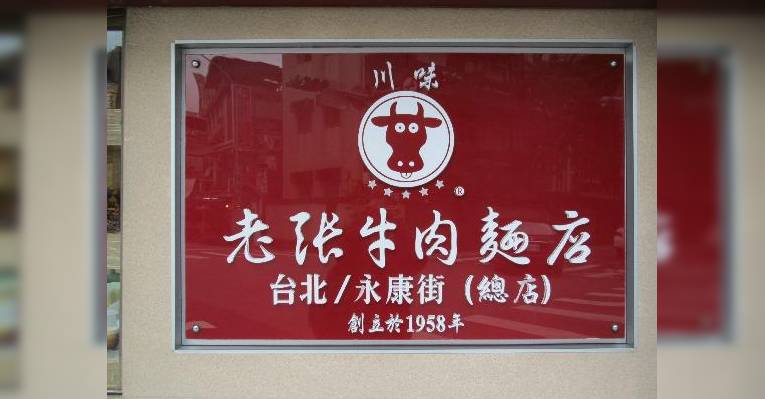 川味
®
老張牛肉麵店
台北/永康街(總店)
創立於1958年